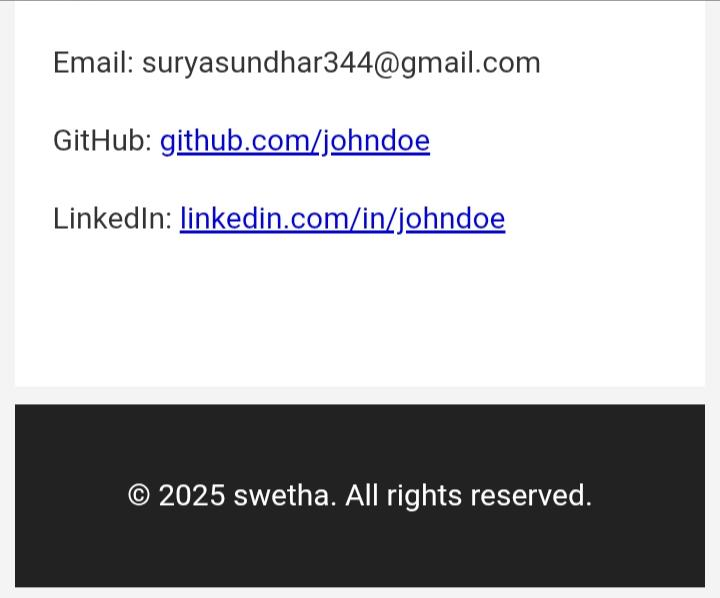 Email: suryasundhar344@gmail.com
GitHub: github.com/johndoe
LinkedIn: linkedin.com/in/johndoe
© 2025 swetha. All rights reserved.